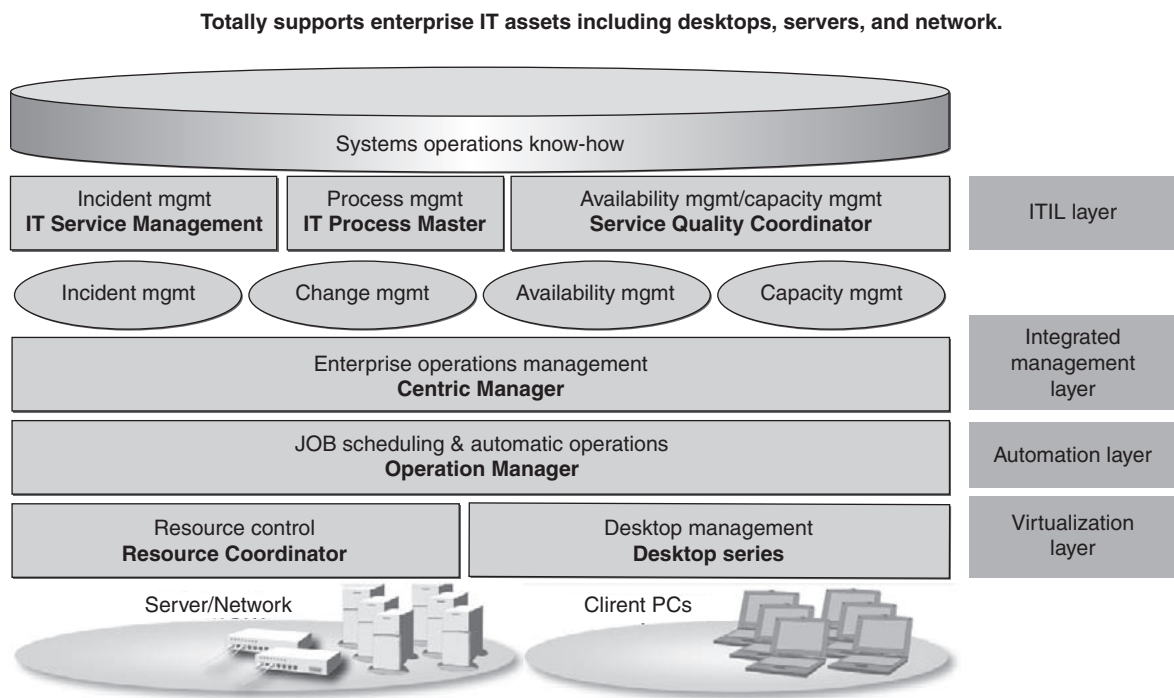 Totally supports enterprise IT assets including desktops, servers, and network.
Systems operations know-how
Incident mgmt
IT Service Management
Process mgmt
IT Process Master
Availability mgmt/capacity mgmt
Service Quality Coordinator
ITIL layer
Incident mgmt
Change mgmt
Availability mgmt
Capacity mgmt
Enterprise operations management
Centric Manager
Integrated
management
layer
JOB scheduling & automatic operations
Operation Manager
Automation layer
Resource control
Resource Coordinator
Desktop management
Desktop series
Virtualization
layer
Server/Network
Clirent PCs